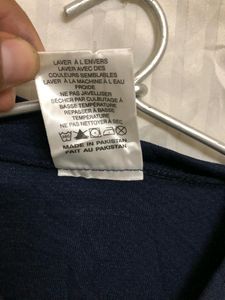 LAVER À L'ENVERS
LAVER AVEC DES
COULEURS SEMBLABLES
LAVER À LA MACHINE À L'EAU
FROIDE
NE PAS JAVELLISER
SÉCHER PAR CULBUTAGE À
BASSE TEMPÉRATURE
REPASSER À BASSE
TEMPÉRATURE
NE PAS NETTOYER À SEC
MADE IN PAKISTAN
FAIT AU PAKISTAN